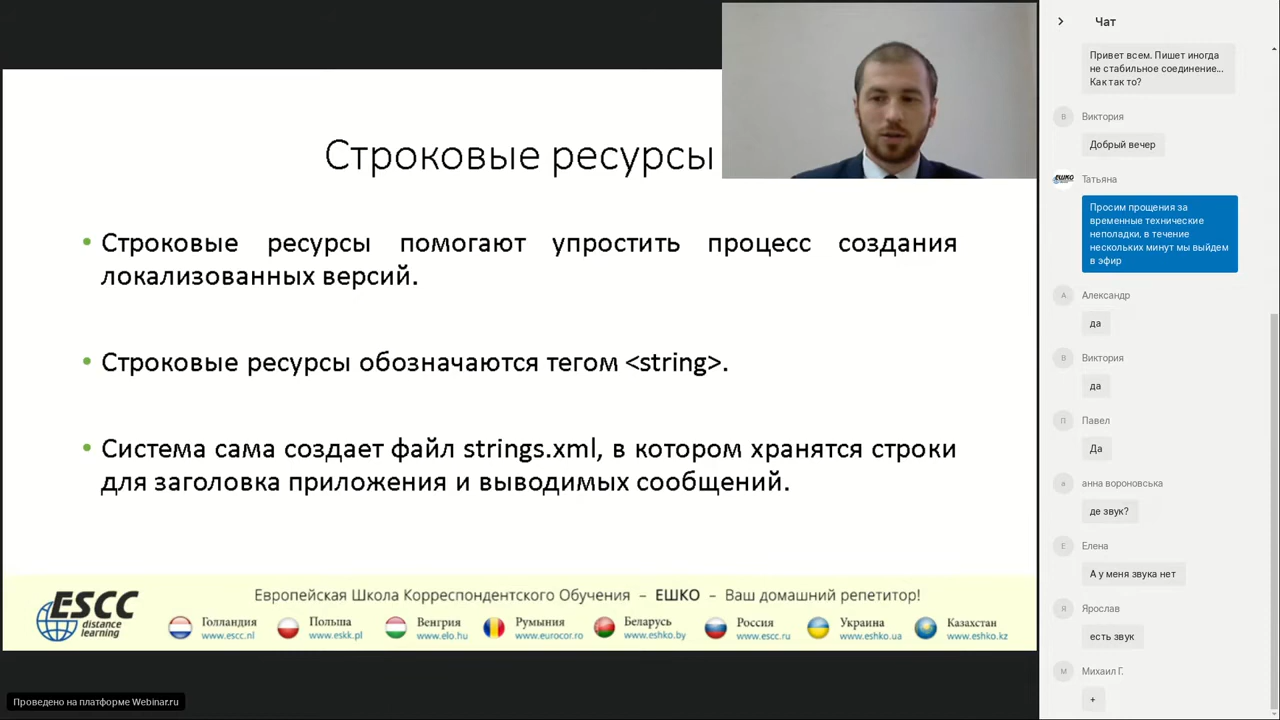 Строковые ресурсы
• Строковые ресурсы помогают упростить процесс создания
локализованных версий.
• Строковые ресурсы обозначаются тегом <string>.
• Система сама создает файл strings.xml, в котором хранятся строки
для заголовка приложения и выводимых сообщений.
ESCC
distance
learning
Европейская Школа Корреспондентского Обучения – ЕШКО – Ваш домашний репетитор!
Голландия
www.escc.nl
Польша
www.eskk.pl
Венгрия
www.elo.hu
Румыния
www.eurocor.ro
Беларусь
www.eshko.by
Россия
www.escc.ru
Украина
www.eshko.ua
Казахстан
www.eshko.kz
Проведено на платформе Webinar.ru
Чат
Привет всем. Пишет иногда
не стабильное соединение...
Как так то?
В
Виктория
Добрый вечер
ЕШКО
Татьяна
Просим прощения за
временные технические
неполадки, в течение
нескольких минут мы выйдем
в эфир
А
Александр
да
В
Виктория
да
П
Павел
Да
а
анна вороновська
де звук?
Е
Елена
А у меня звука нет
Я
Ярослав
есть звук
М
Михаил Г.
+